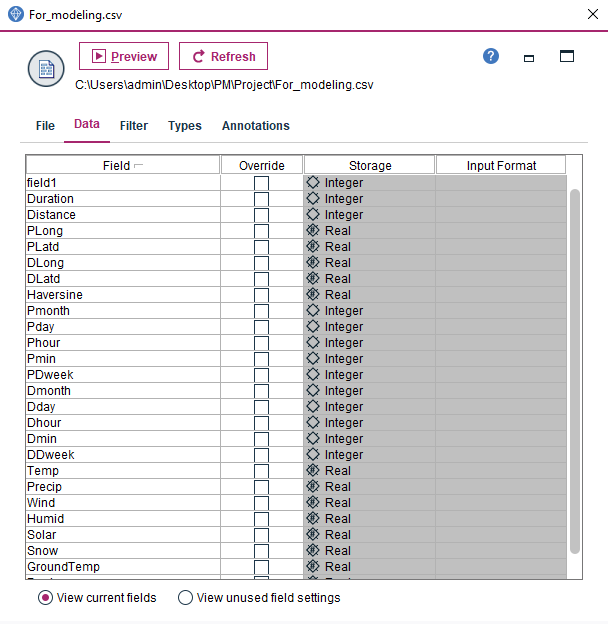 For_modeling.csv
Preview
Refresh
?
C:\Users\admin\Desktop\PM\Project\For_modeling.csv
File Data Filter Types Annotations
Field Override Storage Input Format
field1 Integer
Duration Integer
Distance Integer
PLong Real
PLatd Real
DLong Real
DLatd Real
Haversine Real
Pmonth Integer
Pday Integer
Phour Integer
Pmin Integer
PDweek Integer
Dmonth Integer
Dday Integer
Dhour Integer
Dmin Integer
DDweek Integer
Temp Real
Precip Real
Wind Real
Humid Real
Solar Real
Snow Real
GroundTemp Real
View current fields View unused field settings